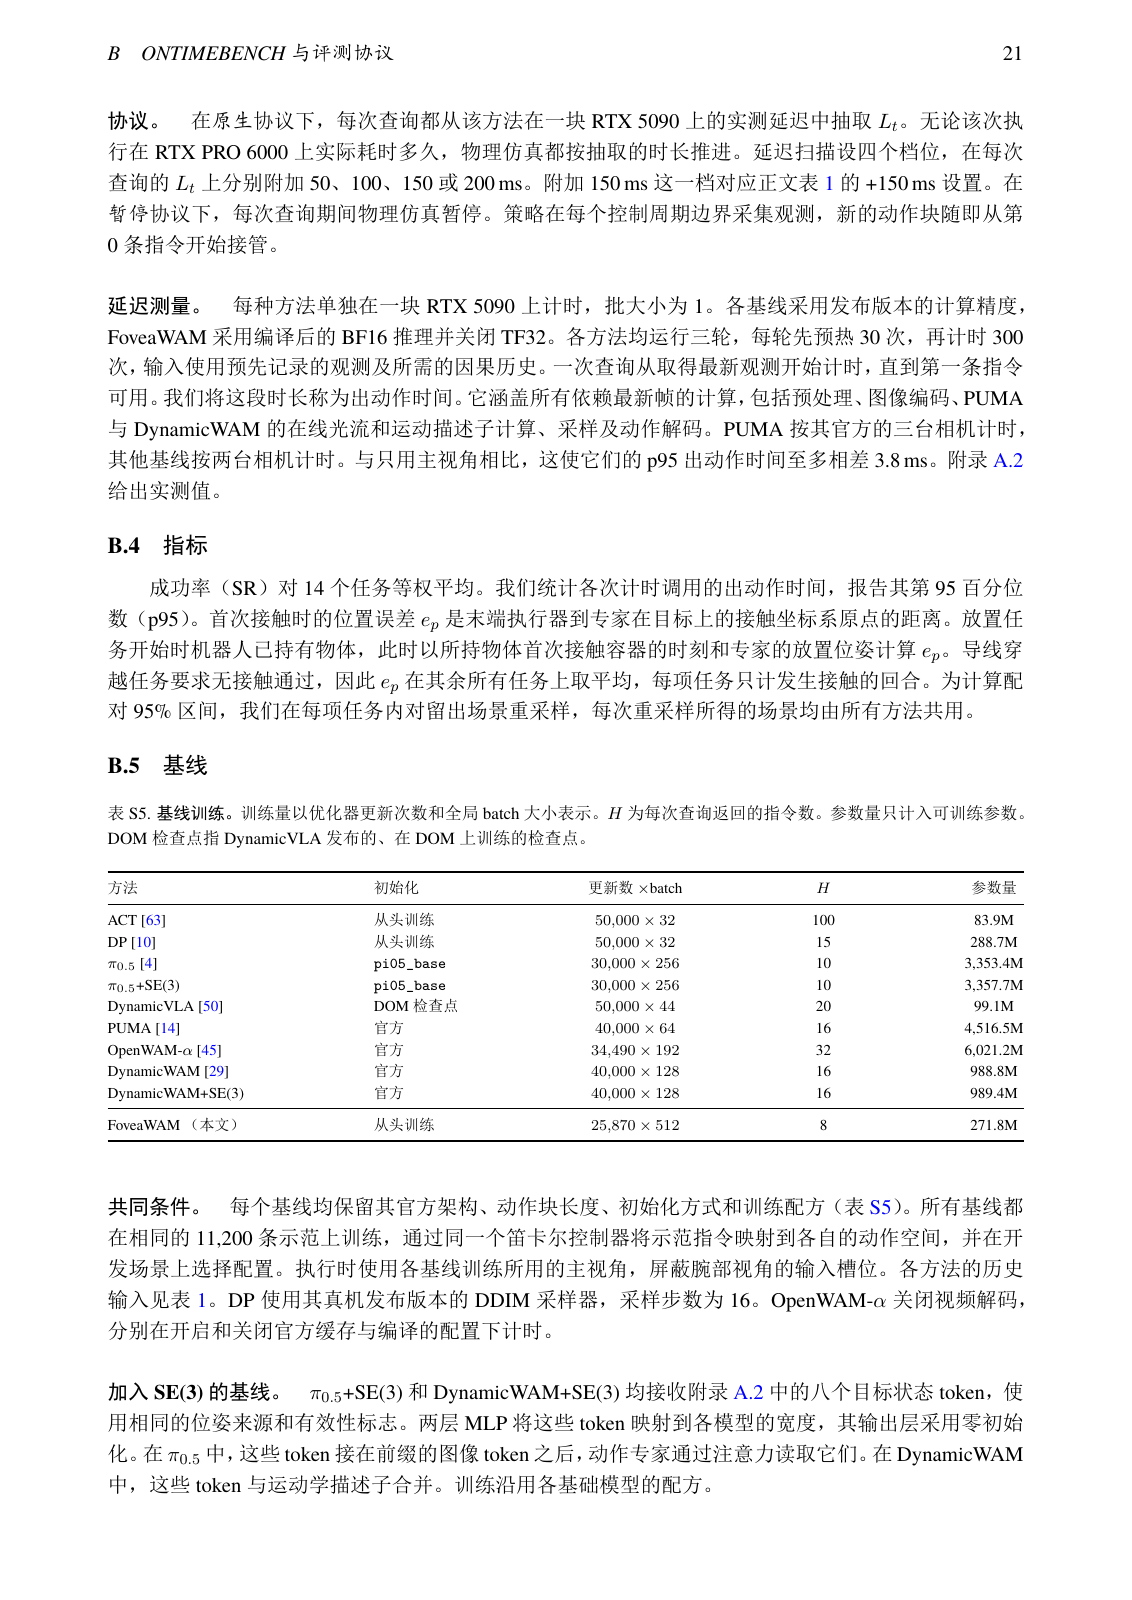 B ONTIMEBENCH 与评测协议 21
协议。 在原生协议下，每次查询都从该方法在一块 RTX 5090 上的实测延迟中抽取 Lt。无论该次执
行在 RTX PRO 6000 上实际耗时多久，物理仿真都按抽取的时长推进。延迟扫描设四个档位，在每次
查询的 Lt 上分别附加 50、100、150 或 200 ms。附加 150 ms 这一档对应正文表 1 的 +150 ms 设置。在
暂停协议下，每次查询期间物理仿真暂停。策略在每个控制周期边界采集观测，新的动作块随即从第
0 条指令开始接管。
延迟测量。 每种方法单独在一块 RTX 5090 上计时，批大小为 1。各基线采用发布版本的计算精度，
FoveaWAM 采用编译后的 BF16 推理并关闭 TF32。各方法均运行三轮，每轮先预热 30 次，再计时 300
次，输入使用预先记录的观测及所需的因果历史。一次查询从取得最新观测开始计时，直到第一条指令
可用。我们将这段时长称为出动作时间。它涵盖所有依赖最新帧的计算，包括预处理、图像编码、PUMA
与 DynamicWAM 的在线光流和运动描述子计算、采样及动作解码。PUMA 按其官方的三台相机计时，
其他基线按两台相机计时。与只用主视角相比，这使它们的 p95 出动作时间至多相差 3.8 ms。附录 A.2
给出实测值。
B.4 指标
成功率（SR）对 14 个任务等权平均。我们统计各次计时调用的出动作时间，报告其第 95 百分位
数（p95）。首次接触时的位置误差 ep 是末端执行器到专家在目标上的接触坐标系原点的距离。放置任
务开始时机器人已持有物体，此时以所持物体首次接触容器的时刻和专家的放置位姿计算 ep。导线穿
越任务要求无接触通过，因此 ep 在其余所有任务上取平均，每项任务只计发生接触的回合。为计算配
对 95% 区间，我们在每项任务内对留出场景重采样，每次重采样所得的场景均由所有方法共用。
B.5 基线
表 S5. 基线训练。训练量以优化器更新次数和全局 batch 大小表示。H 为每次查询返回的指令数。参数量只计入可训练参数。
DOM 检查点指 DynamicVLA 发布的、在 DOM 上训练的检查点。
方法 初始化 更新数 ×batch H 参数量
ACT [63] 从头训练 50,000 × 32 100 83.9M
DP [10] 从头训练 50,000 × 32 15 288.7M
π0.5 [4] pi05_base 30,000 × 256 10 3,353.4M
π0.5+SE(3) pi05_base 30,000 × 256 10 3,357.7M
DynamicVLA [50] DOM 检查点 50,000 × 44 20 99.1M
PUMA [14] 官方 40,000 × 64 16 4,516.5M
OpenWAM-α [45] 官方 34,490 × 192 32 6,021.2M
DynamicWAM [29] 官方 40,000 × 128 16 988.8M
DynamicWAM+SE(3) 官方 40,000 × 128 16 989.4M
FoveaWAM（本文） 从头训练 25,870 × 512 8 271.8M
共同条件。 每个基线均保留其官方架构、动作块长度、初始化方式和训练配方（表 S5）。所有基线都
在相同的 11,200 条示范上训练，通过同一个笛卡尔控制器将示范指令映射到各自的动作空间，并在开
发场景上选择配置。执行时使用各基线训练所用的主视角，屏蔽腕部视角的输入槽位。各方法的历史
输入见表 1。DP 使用其真机发布版本的 DDIM 采样器，采样步数为 16。OpenWAM-α 关闭视频解码，
分别在开启和关闭官方缓存与编译的配置下计时。
加入 SE(3) 的基线。 π0.5+SE(3) 和 DynamicWAM+SE(3) 均接收附录 A.2 中的八个目标状态 token，使
用相同的位姿来源和有效性标志。两层 MLP 将这些 token 映射到各模型的宽度，其输出层采用零初始
化。在 π0.5 中，这些 token 接在前缀的图像 token 之后，动作专家通过注意力读取它们。在 DynamicWAM
中，这些 token 与运动学描述子合并。训练沿用各基础模型的配方。